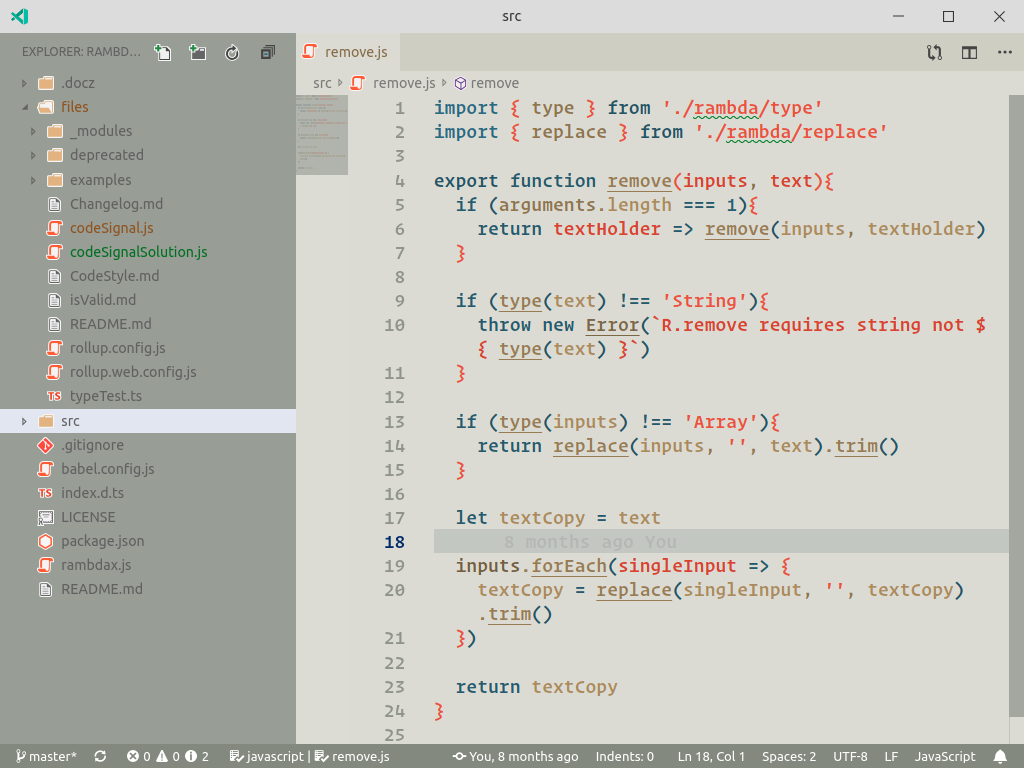 src
EXPLORER: RAMBD...
.docz
files
_modules
deprecated
examples
Changelog.md
codeSignal.js
codeSignalSolution.js
CodeStyle.md
isValid.md
README.md
rollup.config.js
TS rollup.web.config.js
TS typeTest.ts
src
.gitignore
babel.config.js
TS index.d.ts
LICENSE
package.json
rambdax.js
README.md
remove.js
src remove.js remove
1 import { type } from './rambda/type'
2 import { replace } from './rambda/replace'
3
4 export function remove(inputs, text){
5 if (arguments.length === 1){
6 return textHolder => remove(inputs, textHolder)
7 }
8
9 if (type(text) !== 'String'){
10 throw new Error(`R.remove requires string not $
{ type(text) }`)
11 }
12
13 if (type(inputs) !== 'Array'){
14 return replace(inputs, '', text).trim()
15 }
16
17 let textCopy = text
18 8 months ago You
19 inputs.forEach(singleInput => {
20 textCopy = replace(singleInput, '', textCopy)
.trim()
21 })
22
23 return textCopy
24 }
25
master* 0 0 2 javascript | remove.js You, 8 months ago Indents: 0 Ln 18, Col 1 Spaces: 2 UTF-8 LF JavaScript